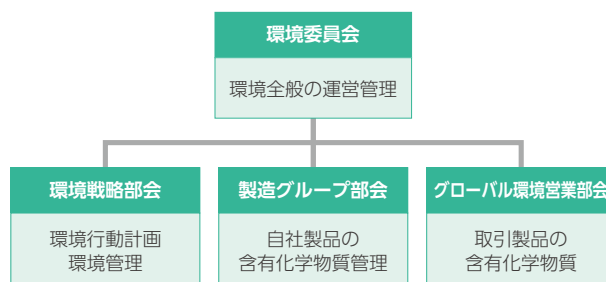 環境委員会
環境全般の運営管理
環境戦略部会
環境行動計画
環境管理
製造グループ部会
自社製品の
含有化学物質管理
グローバル環境営業部会
取引製品の
含有化学物質